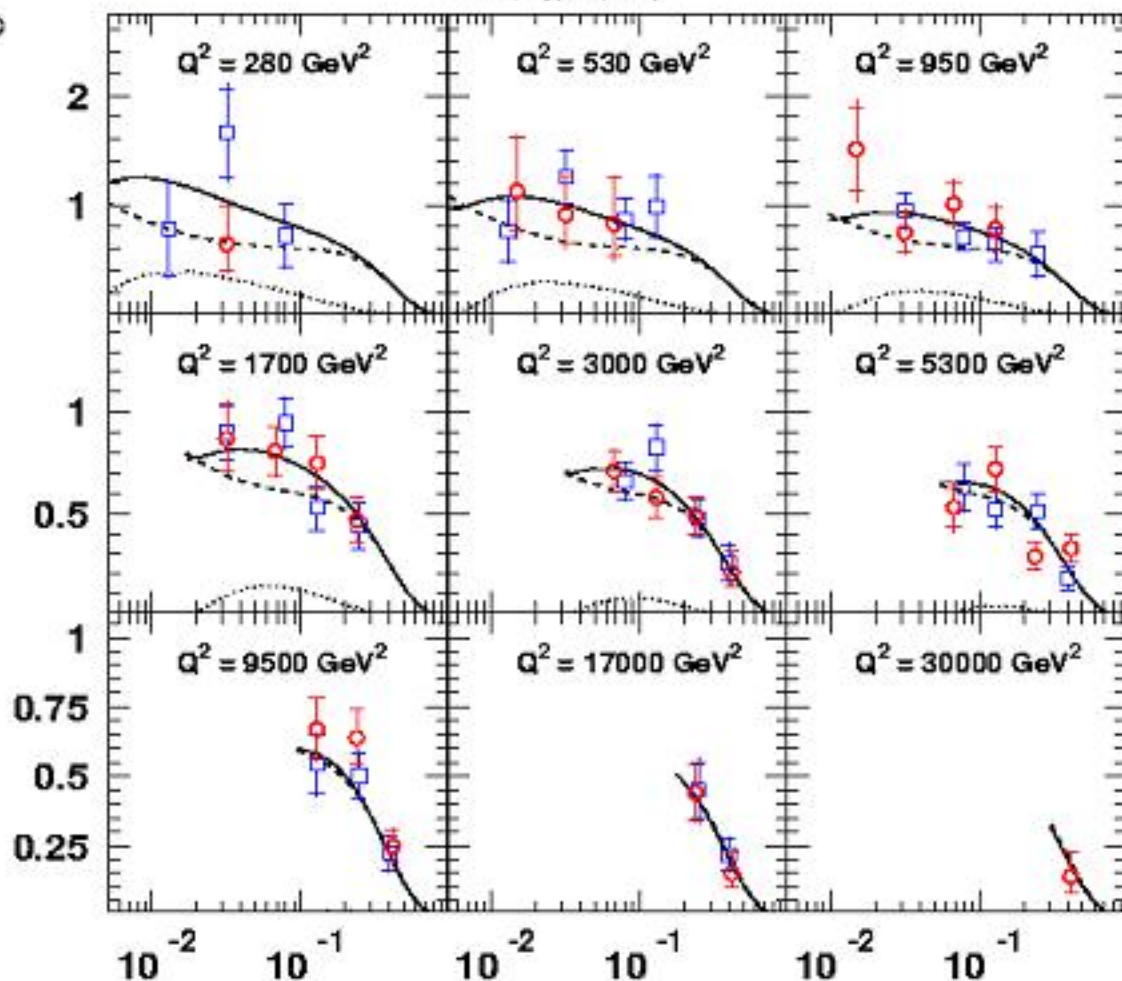 Q² = 280 GeV² Q² = 530 GeV² Q² = 950 GeV²
2
1
Q² = 1700 GeV² Q² = 3000 GeV² Q² = 5300 GeV²
1
0.5
Q² = 9500 GeV² Q² = 17000 GeV² Q² = 30000 GeV²
1
0.75
0.5
0.25
10⁻² 10⁻¹ 10⁻² 10⁻¹ 10⁻² 10⁻¹